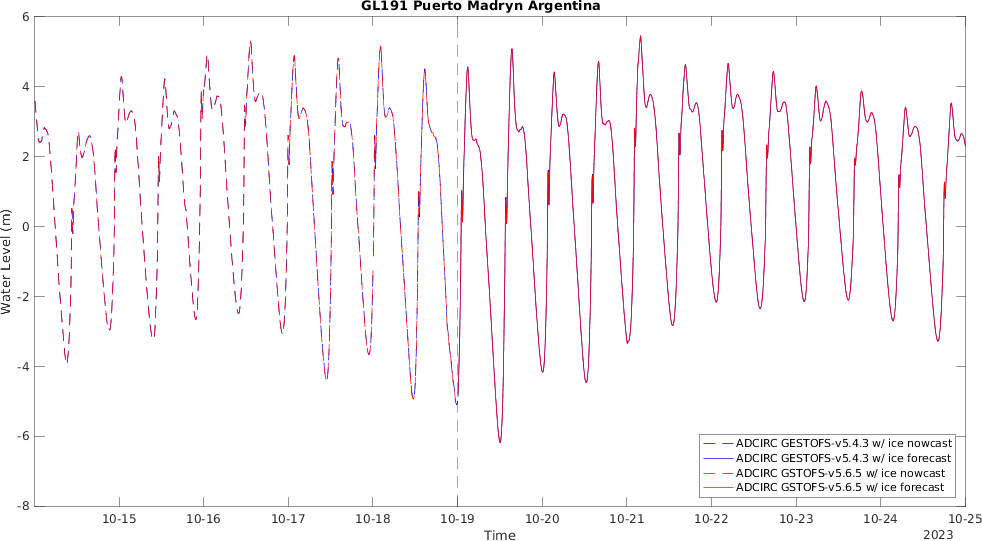 GL191 Puerto Madryn Argentina
Water Level (m)
6
4
2
0
-2
-4
-6
-8
ADCIRC GESTOFS-v5.4.3 w/ ice nowcast
ADCIRC GESTOFS-v5.4.3 w/ ice forecast
ADCIRC GSTOFS-v5.6.5 w/ ice nowcast
ADCIRC GSTOFS-v5.6.5 w/ ice forecast
10-15 10-16 10-17 10-18 10-19 10-20 10-21 10-22 10-23 10-24 10-25
Time
2023